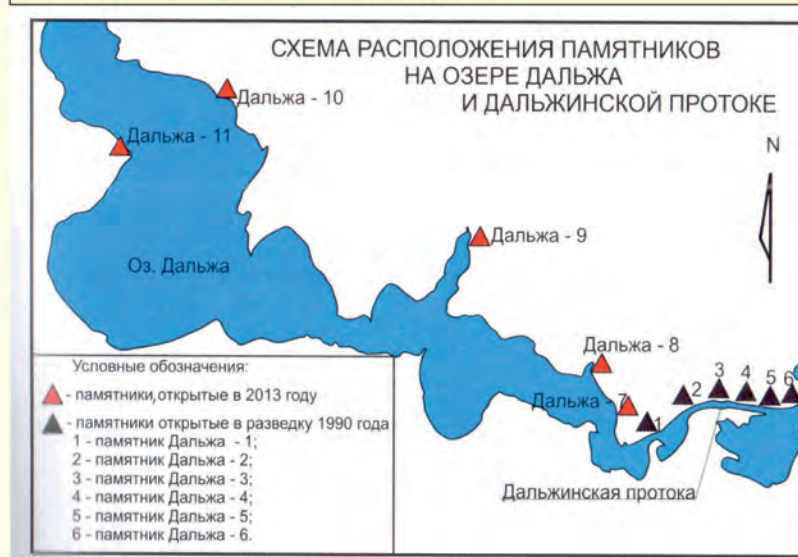 СХЕМА РАСПОЛОЖЕНИЯ ПАМЯТНИКОВ
НА ОЗЕРЕ ДАЛЬЖА
И ДАЛЬЖИНСКОЙ ПРОТОКЕ
Дальжа - 10
Дальжа - 11
N
Дальжа - 9
Оз. Дальжа
Дальжа - 8
Дальжа - 7
1
2
3
4
5
6
Дальжинская протока
Условные обозначения:
- памятники, открытые в 2013 году
- памятники открытые в разведку 1990 года
1 - памятник Дальжа - 1;
2 - памятник Дальжа - 2;
3 - памятник Дальжа - 3;
4 - памятник Дальжа - 4;
5 - памятник Дальжа - 5;
6 - памятник Дальжа - 6.